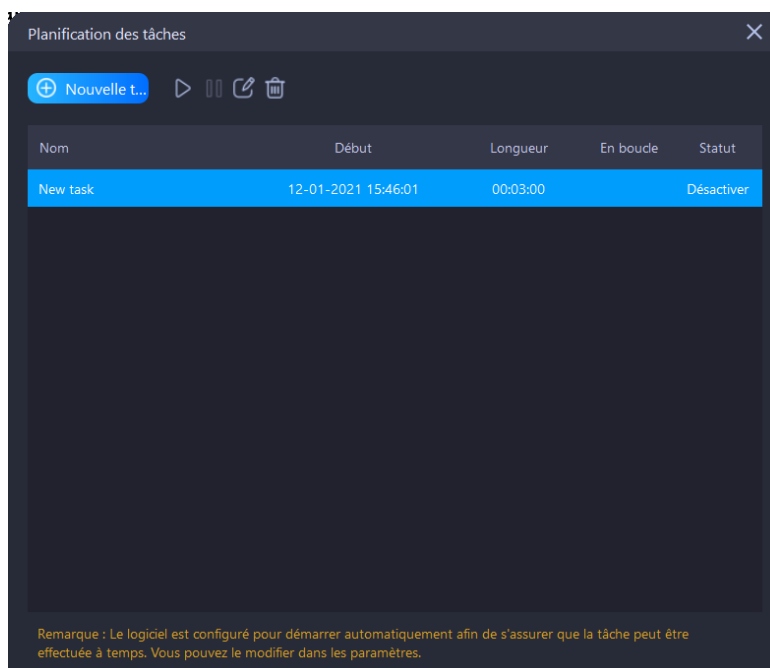 Planification des tâches
Nouvelle t...
Nom Début Longueur En boucle Statut
New task 12-01-2021 15:46:01 00:03:00 Désactiver
Remarque : Le logiciel est configuré pour démarrer automatiquement afin de s'assurer que la tâche peut être
effectuée à temps. Vous pouvez le modifier dans les paramètres.